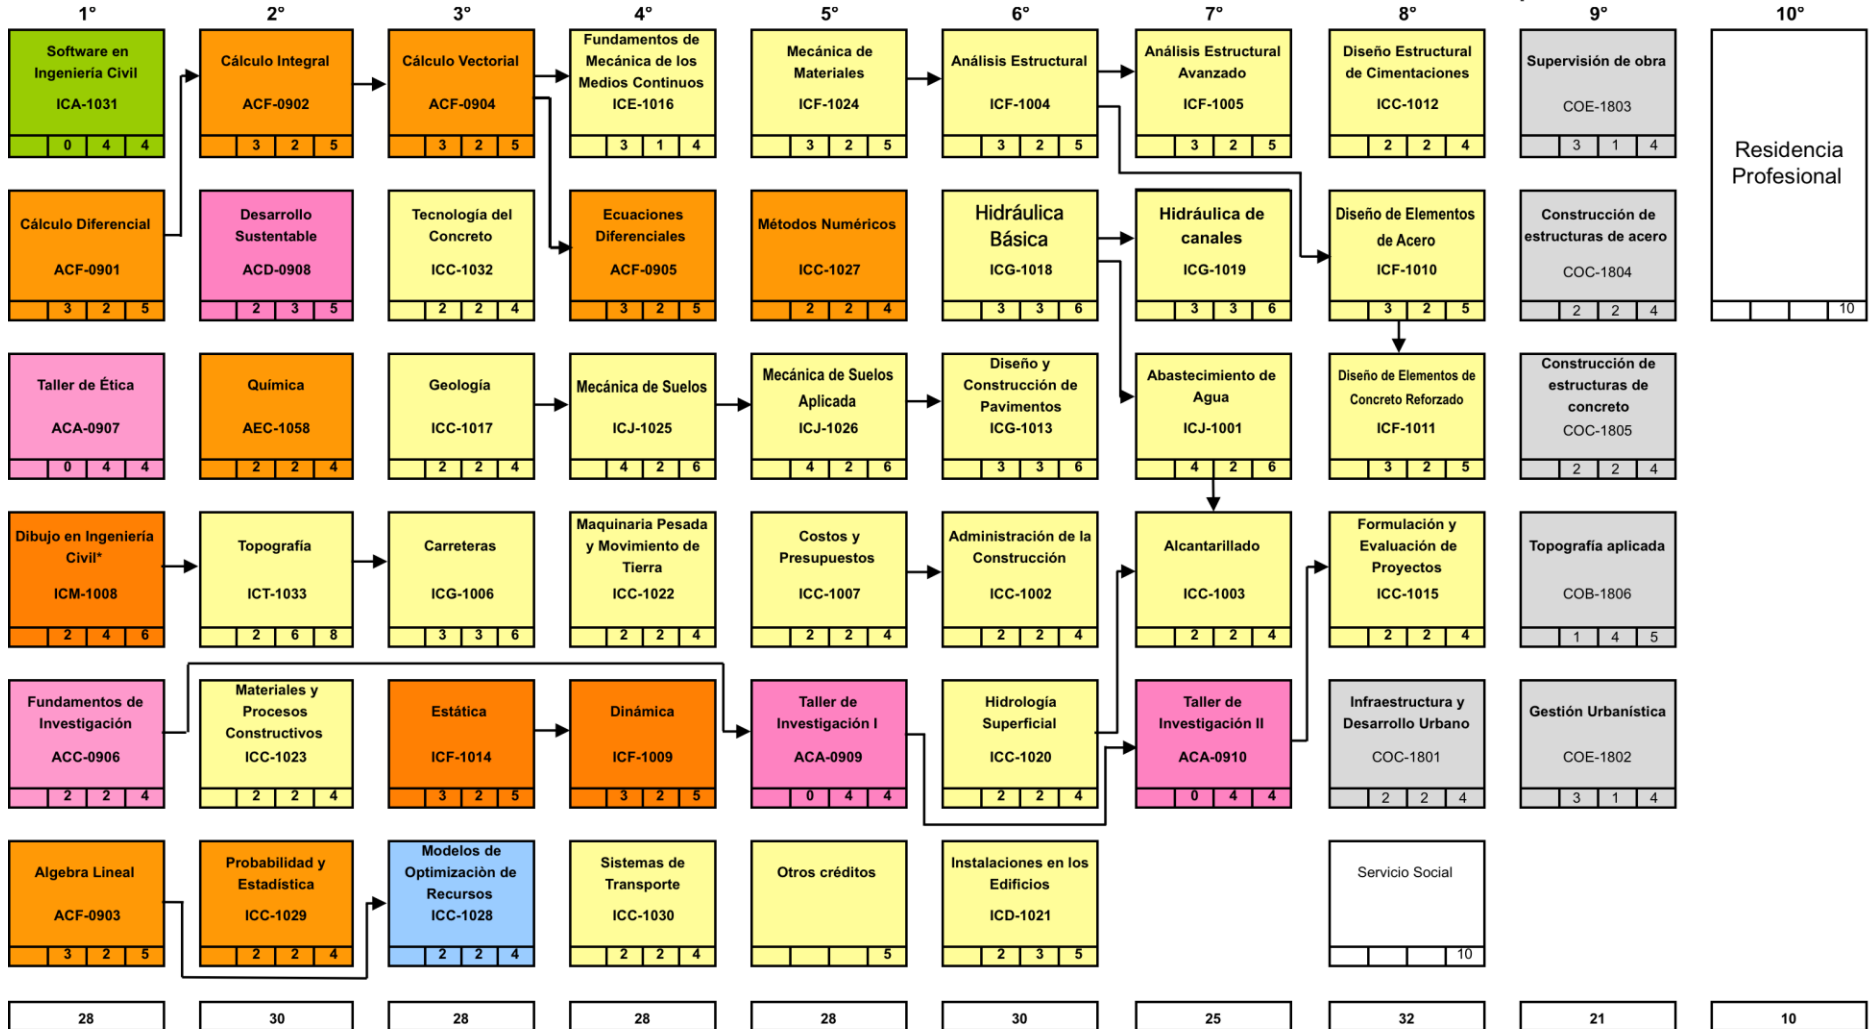 1° 2° 3° 4° 5° 6° 7° 8° 9° 10°
Software en
Ingeniería Civil
ICA-1031
0 4 4
Cálculo Integral
ACF-0902
3 2 5
Cálculo Vectorial
ACF-0904
3 2 5
Fundamentos de
Mecánica de los
Medios Continuos
ICE-1016
3 1 4
Mecánica de
Materiales
ICF-1024
3 2 5
Análisis Estructural
ICF-1004
3 2 5
Análisis Estructural
Avanzado
ICF-1005
3 2 5
Diseño Estructural
de Cimentaciones
ICC-1012
2 2 4
Supervisión de obra
COE-1803
3 1 4
Residencia
Profesional
10
Cálculo Diferencial
ACF-0901
3 2 5
Desarrollo
Sustentable
ACD-0908
2 3 5
Tecnología del
Concreto
ICC-1032
2 2 4
Ecuaciones
Diferenciales
ACF-0905
3 2 5
Métodos Numéricos
ICC-1027
2 2 4
Hidráulica
Básica
ICG-1018
3 3 6
Hidráulica de
canales
ICG-1019
3 3 6
Diseño de Elementos
de Acero
ICF-1010
3 2 5
Construcción de
estructuras de acero
COC-1804
2 2 4
Taller de Ética
ACA-0907
0 4 4
Química
AEC-1058
2 2 4
Geología
ICC-1017
2 2 4
Mecánica de Suelos
ICJ-1025
4 2 6
Mecánica de Suelos
Aplicada
ICJ-1026
4 2 6
Diseño y
Construcción de
Pavimentos
ICG-1013
3 3 6
Abastecimiento de
Agua
ICJ-1001
4 2 6
Diseño de Elementos de
Concreto Reforzado
ICF-1011
3 2 5
Construcción de
estructuras de
concreto
COC-1805
2 2 4
Dibujo en Ingeniería
Civil*
ICM-1008
2 4 6
Topografía
ICT-1033
2 6 8
Carreteras
ICG-1006
3 3 6
Maquinaria Pesada
y Movimiento de
Tierra
ICC-1022
2 2 4
Costos y
Presupuestos
ICC-1007
2 2 4
Administración de la
Construcción
ICC-1002
2 2 4
Alcantarillado
ICC-1003
2 2 4
Formulación y
Evaluación de
Proyectos
ICC-1015
2 2 4
Topografía aplicada
COB-1806
1 4 5
Fundamentos de
Investigación
ACC-0906
2 2 4
Materiales y
Procesos
Constructivos
ICC-1023
2 2 4
Estática
ICF-1014
3 2 5
Dinámica
ICF-1009
3 2 5
Taller de
Investigación I
ACA-0909
0 4 4
Hidrología
Superficial
ICC-1020
2 2 4
Taller de
Investigación II
ACA-0910
0 4 4
Infraestructura y
Desarrollo Urbano
COC-1801
2 2 4
Gestión Urbanística
COE-1802
3 1 4
Algebra Lineal
ACF-0903
3 2 5
Probabilidad y
Estadística
ICC-1029
2 2 4
Modelos de
Optimizaciòn de
Recursos
ICC-1028
2 2 4
Sistemas de
Transporte
ICC-1030
2 2 4
Otros créditos
5
Instalaciones en los
Edificios
ICD-1021
2 3 5
Servicio Social
10
28 30 28 28 28 30 25 32 21 10